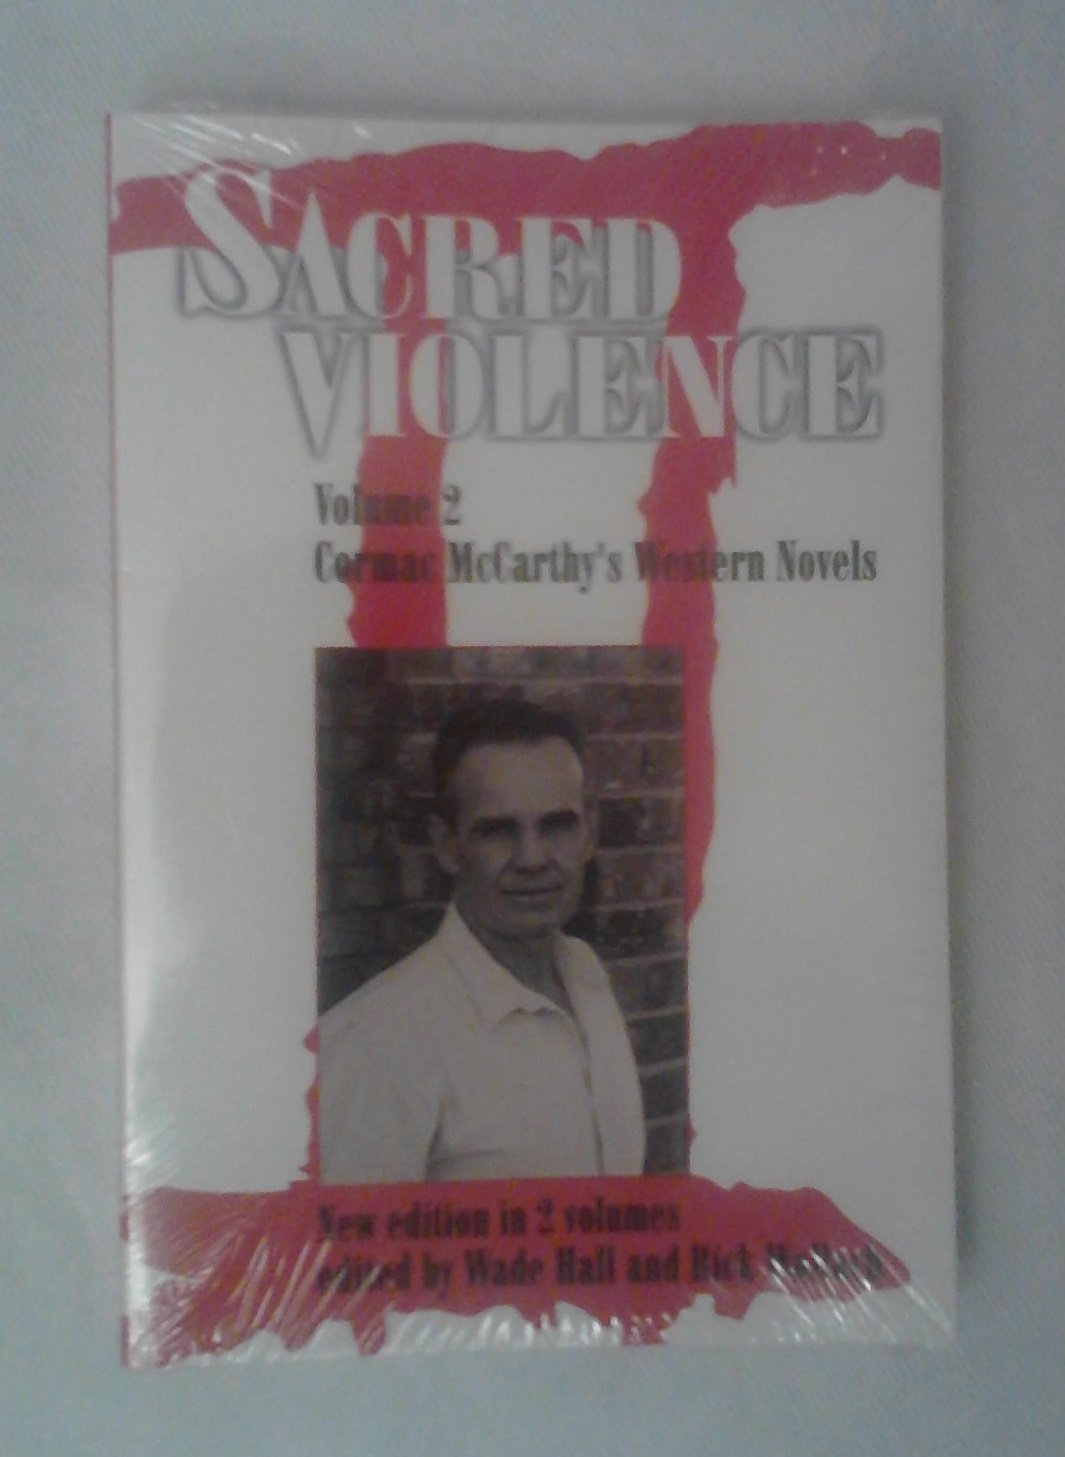 SACRED
VIOLENCE
Volume 2
Cormac McCarthy's Western Novels
New edition in 2 volumes
edited by Wade Hall and Rick Wallach